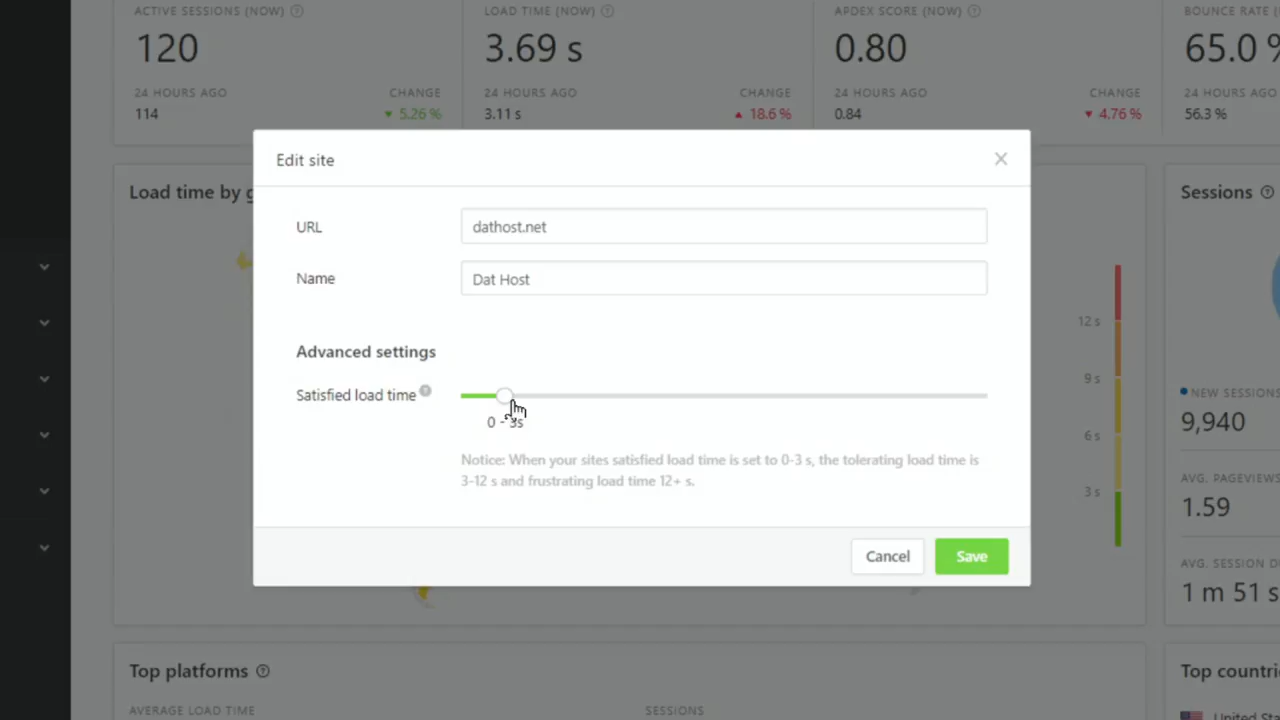 ACTIVE SESSIONS (NOW)
LOAD TIME (NOW)
APDEX SCORE (NOW)
BOUNCE RATE
120
3.69 s
0.80
65.0 %
24 HOURS AGO
CHANGE
24 HOURS AGO
CHANGE
24 HOURS AGO
CHANGE
24 HOURS AGO
114
5.26 %
3.11 s
18.6 %
0.84
4.76 %
56.3 %
Edit site
Load time by
Sessions
URL
dathost.net
Name
Dat Host
12 s
Advanced settings
9 s
Satisfied load time
NEW SESSIONS
0 - 3s
9,940
6 s
Notice: When your sites satisfied load time is set to 0-3 s, the tolerating load time is
3-12 s and frustrating load time 12+ s.
AVG. PAGEVIEWS
3 s
1.59
Cancel
Save
AVG. SESSION
1 m 51 s
Top platforms
Top countri
AVERAGE LOAD TIME
SESSIONS
United Sta